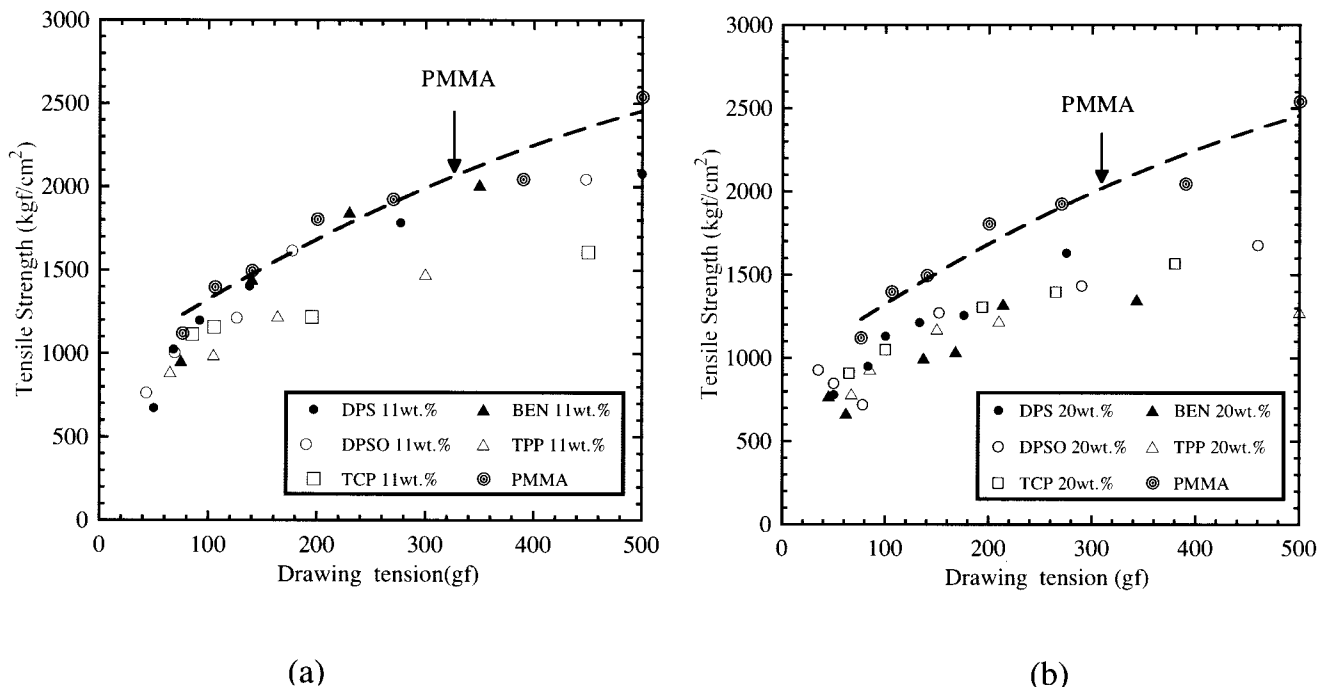 3000
2500
2000
1500
1000
500
0
Tensile Strength (kgf/cm²)
PMMA
DPS 11wt.%
BEN 11wt.%
DPSO 11wt.%
TPP 11wt.%
TCP 11wt.%
PMMA
0
100
200
300
400
500
Drawing tension(gf)
(a)
3000
2500
2000
1500
1000
500
0
Tensile Strength (kgf/cm²)
PMMA
DPS 20wt.%
BEN 20wt.%
DPSO 20wt.%
TPP 20wt.%
TCP 20wt.%
PMMA
0
100
200
300
400
500
Drawing tension (gf)
(b)